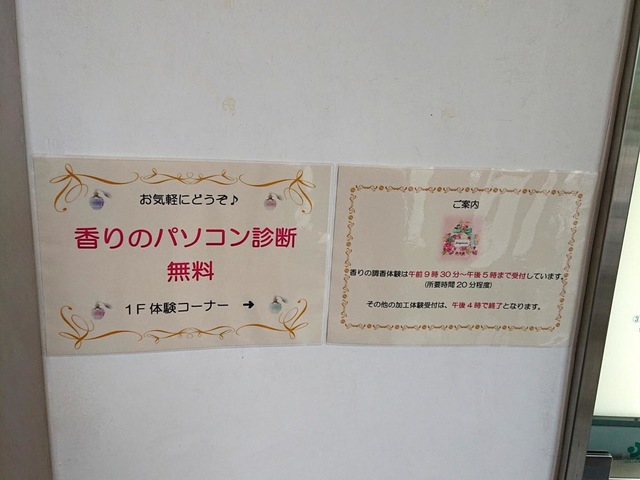 お気軽にどうぞ♪
香りのパソコン診断
無料
1F体験コーナー ➔
ご案内
香りの調香体験は午前9時30分～午後5時まで受付しています。
(所要時間20分程度)
その他の加工体験受付は、午後4時で終了となります。